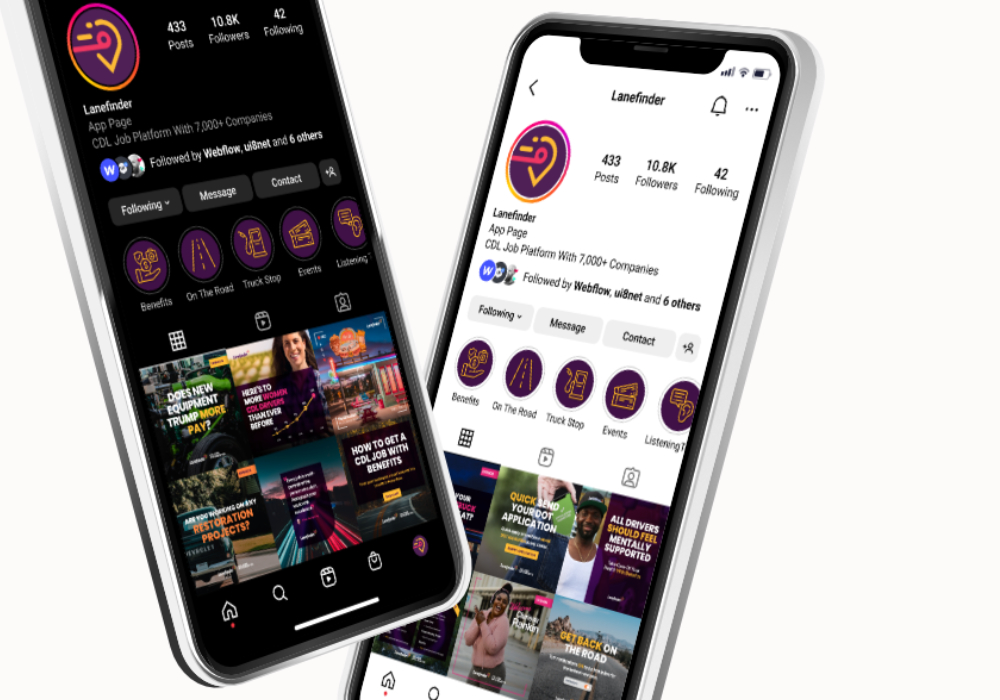 433
Posts
10.8K
Followers
42
Following
Lanefinder
App Page
CDL Job Platform With 7,000+ Companies
W
Followed by Webflow, ui8net and 6 others
Following
Message
Contact
Benefits
On The Road
Truck Stop
Events
Listening
DOES NEW
EQUIPMENT
TRUMP MORE
PAY?
HERE'S TO
MORE WOMEN
CDL DRIVERS
THAN EVER
BEFORE
ARE YOU WORKING ON ANY
RESTORATION
PROJECTS?
HOW TO GET A
CDL JOB WITH
BENEFITS
Lanefinder
433
Posts
10.8K
Followers
42
Following
Lanefinder
App Page
CDL Job Platform With 7,000+ Companies
W
Followed by Webflow, ui8net and 6 others
Following
Message
Contact
Benefits
On The Road
Truck Stop
Events
Listening T
YOUR
QUICK SEND
YOUR DOT
APPLICATION
ALL DRIVERS
SHOULD FEEL
MENTALLY
SUPPORTED
Rankin
GET BACK ON
THE ROAD